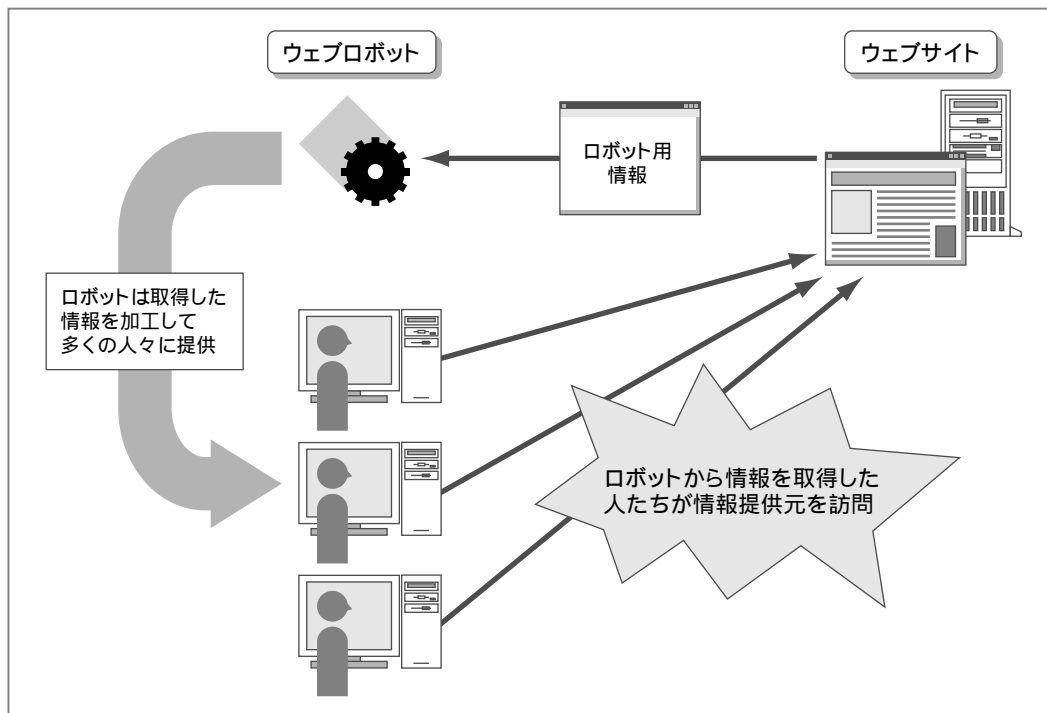 ウェブロボット
ウェブサイト
ロボット用
情報
ロボットは取得した
情報を加工して
多くの人々に提供
ロボットから情報を取得した
人たちが情報提供元を訪問